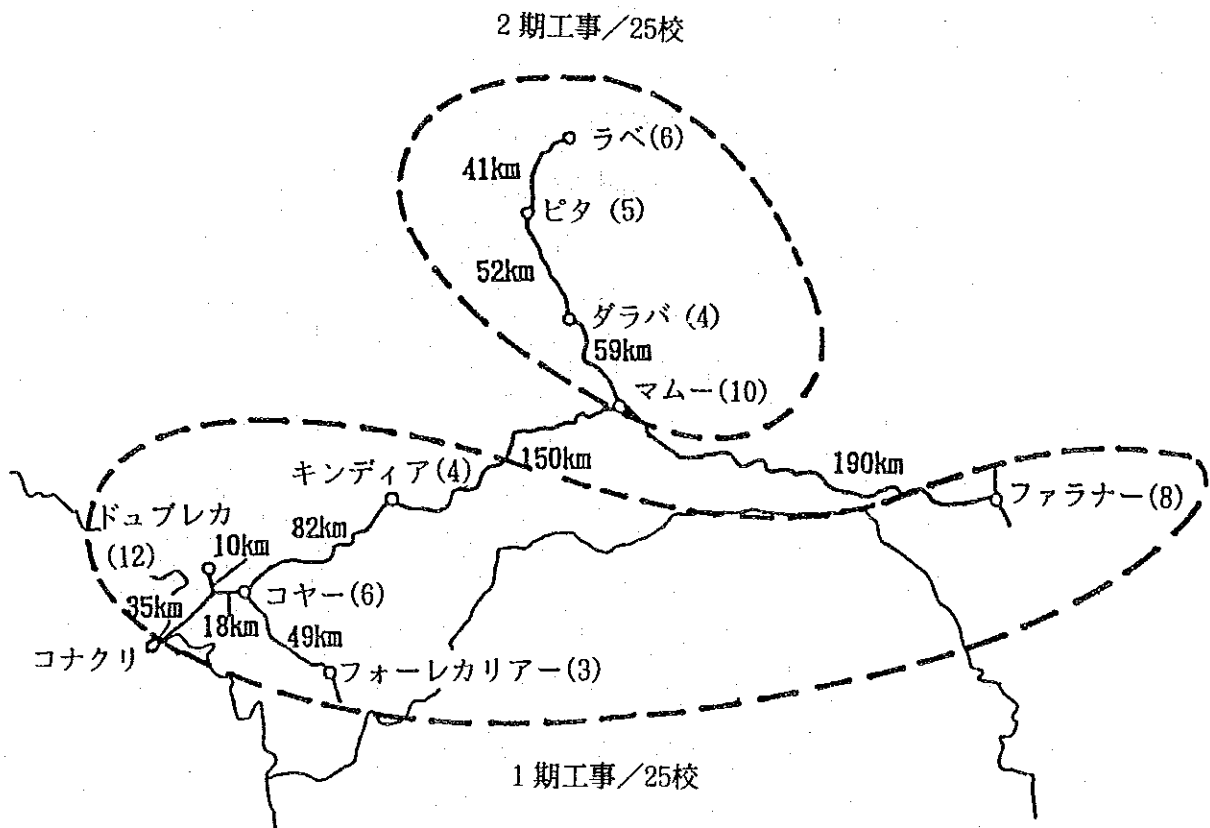 2期工事／25校
ラベ(6)
41km
ピタ (5)
52km
ダラバ (4)
59km
マムー(10)
150km
190km
キンディア(4)
ファラナー(8)
ドュブレカ
(12)
82km
10km
コヤー(6)
35km
18km
49km
コナクリ
フォーレカリアー(3)
1期工事／25校